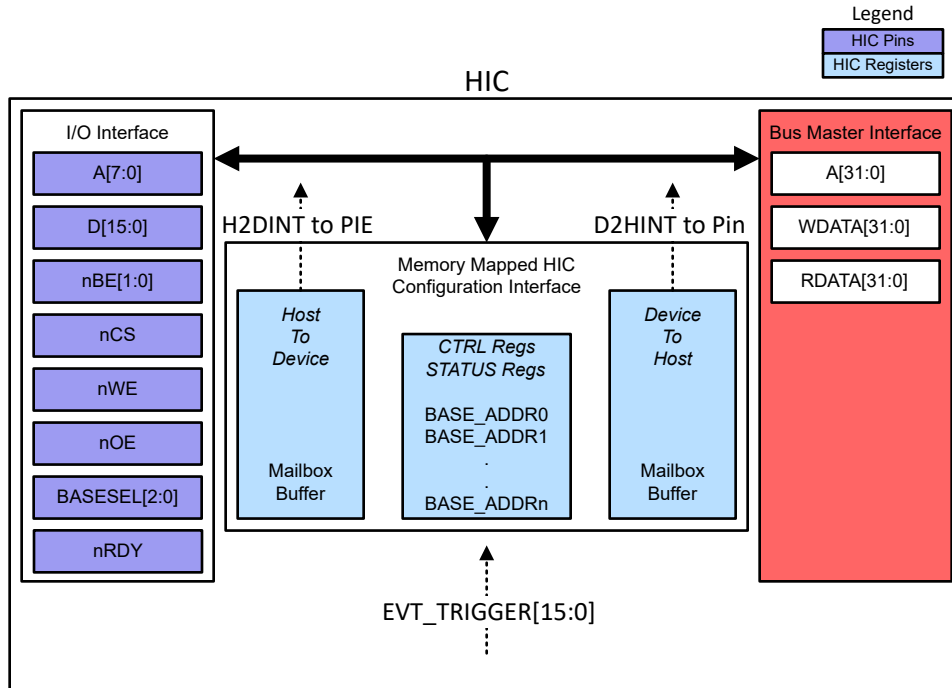 Legend
HIC Pins
HIC Registers
HIC
I/O Interface
A[7:0]
D[15:0]
nBE[1:0]
nCS
nWE
nOE
BASESEL[2:0]
nRDY
H2DINT to PIE
D2HINT to Pin
Memory Mapped HIC
Configuration Interface
Host
To
Device
Mailbox
Buffer
CTRL Regs
STATUS Regs
BASE_ADDR0
BASE_ADDR1
.
.
BASE_ADDRn
Device
To
Host
Mailbox
Buffer
Bus Master Interface
A[31:0]
WDATA[31:0]
RDATA[31:0]
EVT_TRIGGER[15:0]